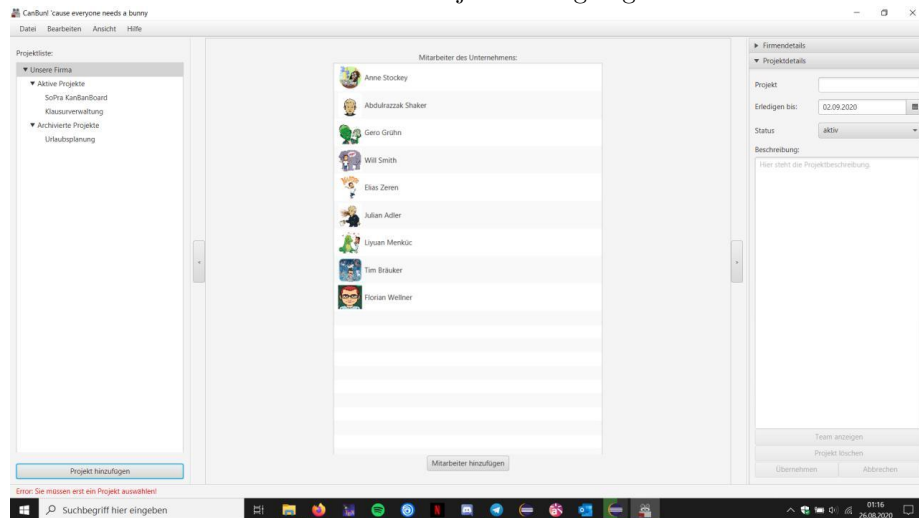 CanBun! 'cause everyone needs a bunny
Datei Bearbeiten Ansicht Hilfe
Projektliste:
Unsere Firma
Aktive Projekte
SoPra KanBanBoard
Klausurverwaltung
Archivierte Projekte
Urlaubsplanung
Projekt hinzufügen
Error: Sie müssen erst ein Projekt auswählen!
Mitarbeiter des Unternehmens:
Anne Stockey
Abdulrazzak Shaker
Gero Grühn
Will Smith
Elias Zeren
Julian Adler
Liyuan Menküc
Tim Bräuker
Florian Wellner
Mitarbeiter hinzufügen
Firmendetails
Projektdetails
Projekt
Erledigen bis: 02.09.2020
Status aktiv
Beschreibung:
Hier steht die Projektbeschreibung.
Team anzeigen
Projekt löschen
Übernehmen Abbrechen
Suchbegriff hier eingeben
01:16
26.08.2020